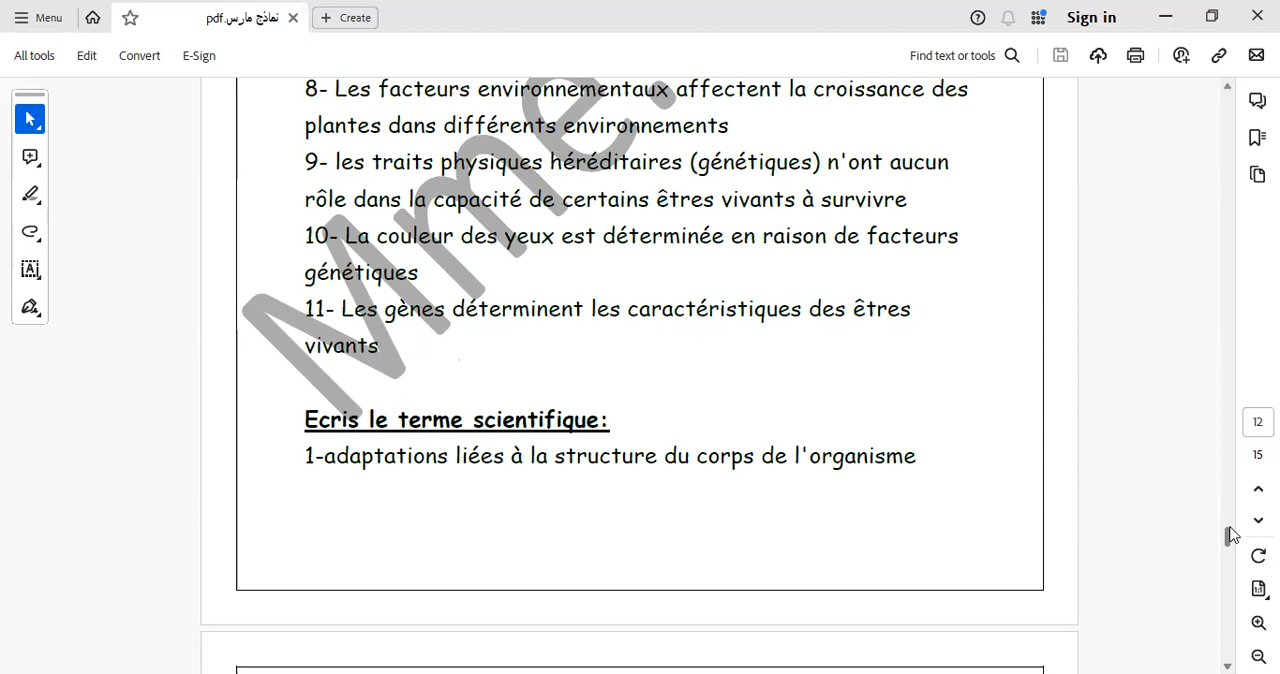 Menu
نماذج مارس.pdf
Create
Sign in
All tools
Edit
Convert
E-Sign
Find text or tools
8- Les facteurs environnementaux affectent la croissance des
plantes dans différents environnements
9- les traits physiques héréditaires (génétiques) n'ont aucun
rôle dans la capacité de certains êtres vivants à survivre
10- La couleur des yeux est déterminée en raison de facteurs
génétiques
11- Les gènes déterminent les caractéristiques des êtres
vivants
Ecris le terme scientifique:
1-adaptations liées à la structure du corps de l'organisme
Mme.
12
15